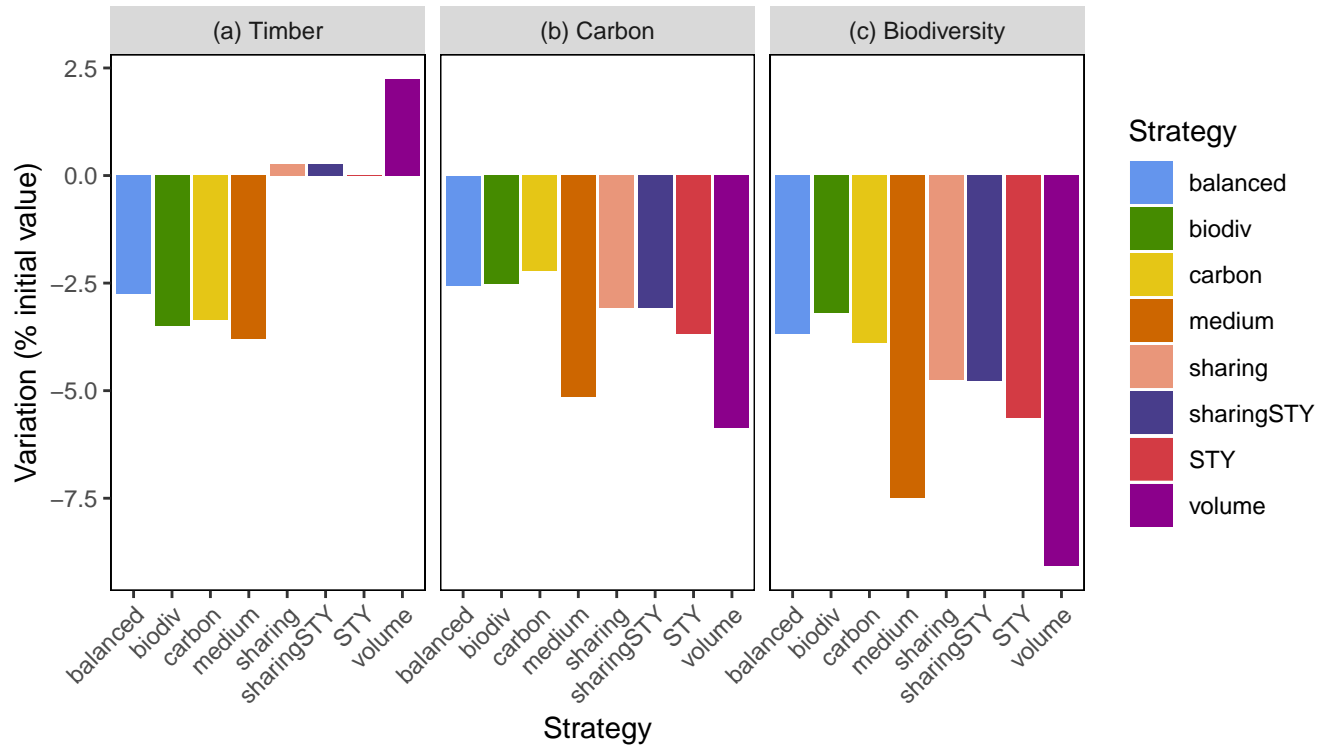 (a) Timber
(b) Carbon
(c) Biodiversity
Variation (% initial value)
2.5
0.0
−2.5
−5.0
−7.5
balanced
biodiv
carbon
medium
sharing
sharingSTY
STY
volume
balanced
biodiv
carbon
medium
sharing
sharingSTY
STY
volume
balanced
biodiv
carbon
medium
sharing
sharingSTY
STY
volume
Strategy
Strategy
balanced
biodiv
carbon
medium
sharing
sharingSTY
STY
volume